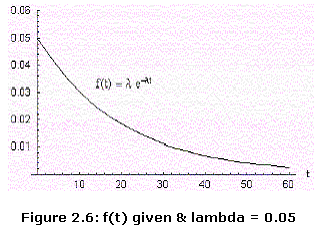 0.06
0.05
0.04
0.03
0.02
0.01
f(t) = λ e^-λt
10 20 30 40 50 60 t
Figure 2.6: f(t) given & lambda = 0.05